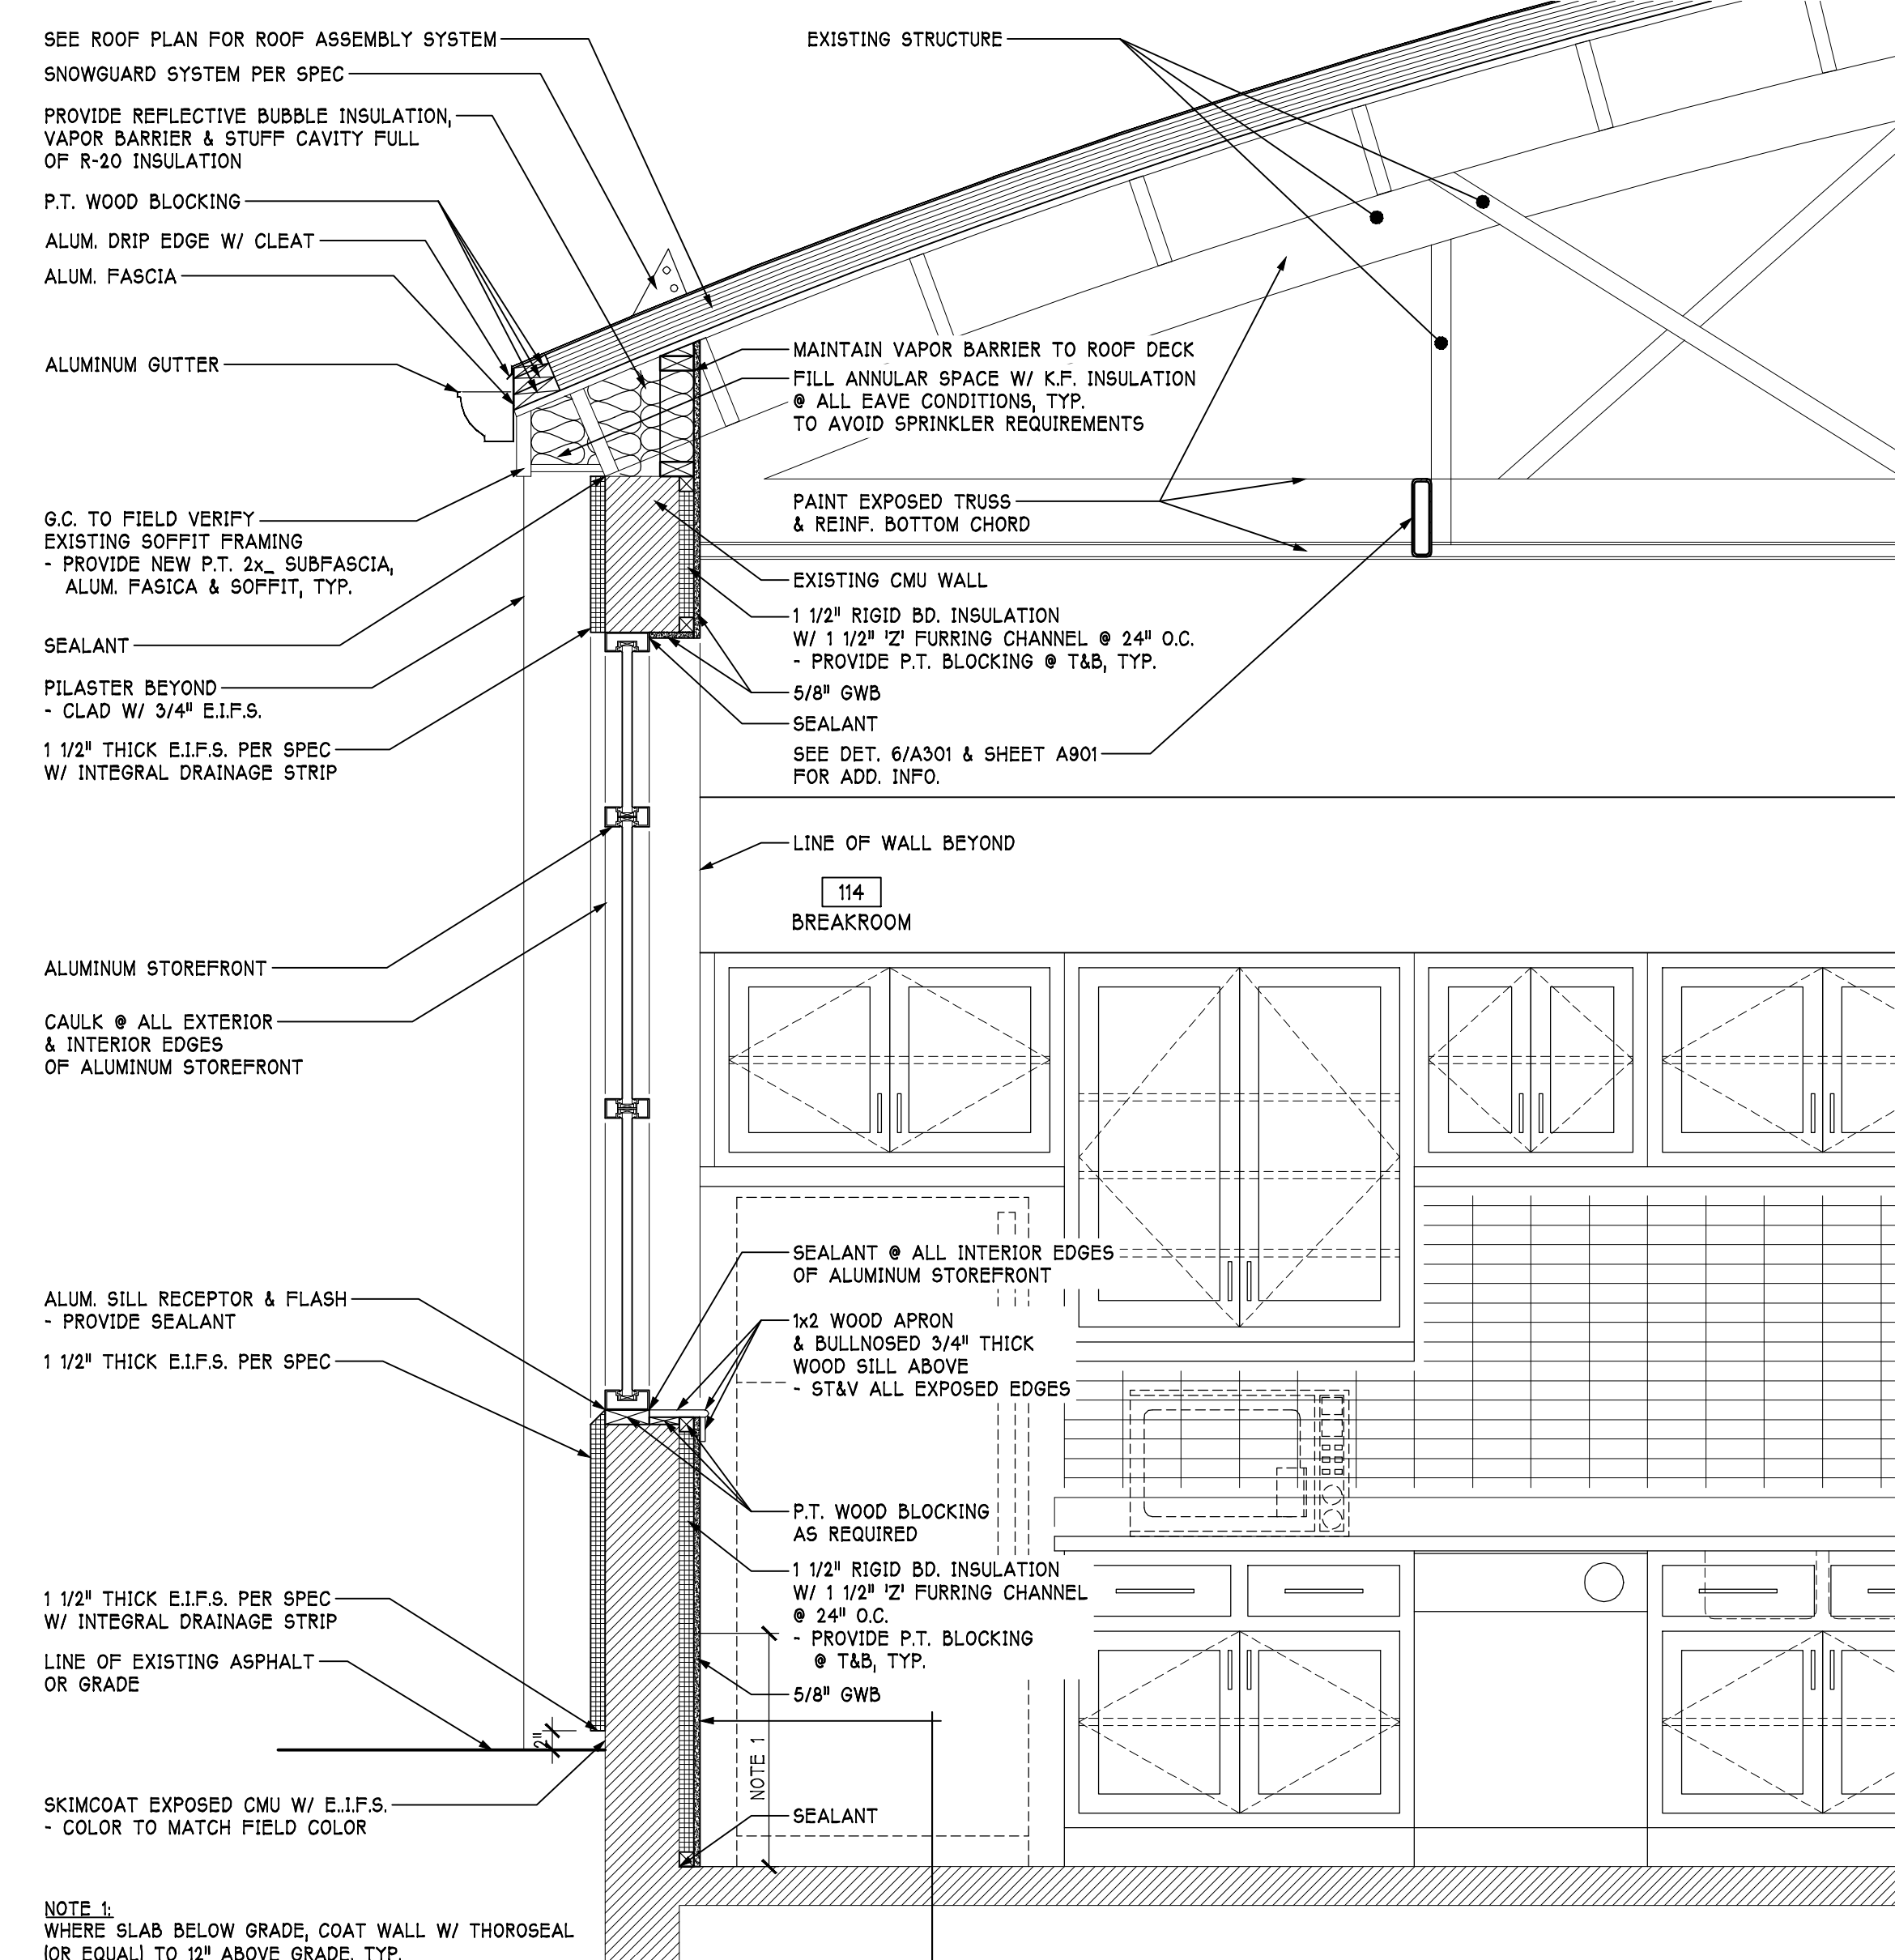 SEE ROOF PLAN FOR ROOF ASSEMBLY SYSTEM
SNOWGUARD SYSTEM PER SPEC
PROVIDE REFLECTIVE BUBBLE INSULATION,
VAPOR BARRIER & STUFF CAVITY FULL
OF R-20 INSULATION
P.T. WOOD BLOCKING
ALUM. DRIP EDGE W/ CLEAT
ALUM. FASCIA
ALUMINUM GUTTER
G.C. TO FIELD VERIFY
EXISTING SOFFIT FRAMING
- PROVIDE NEW P.T. 2x_ SUBFASCIA,
ALUM. FASICA & SOFFIT, TYP.
SEALANT
PILASTER BEYOND
- CLAD W/ 3/4" E.I.F.S.
1 1/2" THICK E.I.F.S. PER SPEC
W/ INTEGRAL DRAINAGE STRIP
ALUMINUM STOREFRONT
CAULK @ ALL EXTERIOR
& INTERIOR EDGES
OF ALUMINUM STOREFRONT
ALUM. SILL RECEPTOR & FLASH
- PROVIDE SEALANT
1 1/2" THICK E.I.F.S. PER SPEC
1 1/2" THICK E.I.F.S. PER SPEC
W/ INTEGRAL DRAINAGE STRIP
LINE OF EXISTING ASPHALT
OR GRADE
2"
SKIMCOAT EXPOSED CMU W/ E..I.F.S.
- COLOR TO MATCH FIELD COLOR
NOTE 1:
WHERE SLAB BELOW GRADE, COAT WALL W/ THOROSEAL
(OR EQUAL) TO 12" ABOVE GRADE, TYP.
EXISTING STRUCTURE
MAINTAIN VAPOR BARRIER TO ROOF DECK
FILL ANNULAR SPACE W/ K.F. INSULATION
@ ALL EAVE CONDITIONS, TYP.
TO AVOID SPRINKLER REQUIREMENTS
PAINT EXPOSED TRUSS
& REINF. BOTTOM CHORD
EXISTING CMU WALL
1 1/2" RIGID BD. INSULATION
W/ 1 1/2" 'Z' FURRING CHANNEL @ 24" O.C.
- PROVIDE P.T. BLOCKING @ T&B, TYP.
5/8" GWB
SEALANT
SEE DET. 6/A301 & SHEET A901
FOR ADD. INFO.
LINE OF WALL BEYOND
114
BREAKROOM
SEALANT @ ALL INTERIOR EDGES
OF ALUMINUM STOREFRONT
1x2 WOOD APRON
& BULLNOSED 3/4" THICK
WOOD SILL ABOVE
- ST&V ALL EXPOSED EDGES
P.T. WOOD BLOCKING
AS REQUIRED
1 1/2" RIGID BD. INSULATION
W/ 1 1/2" 'Z' FURRING CHANNEL
@ 24" O.C.
- PROVIDE P.T. BLOCKING
@ T&B, TYP.
5/8" GWB
NOTE 1
SEALANT